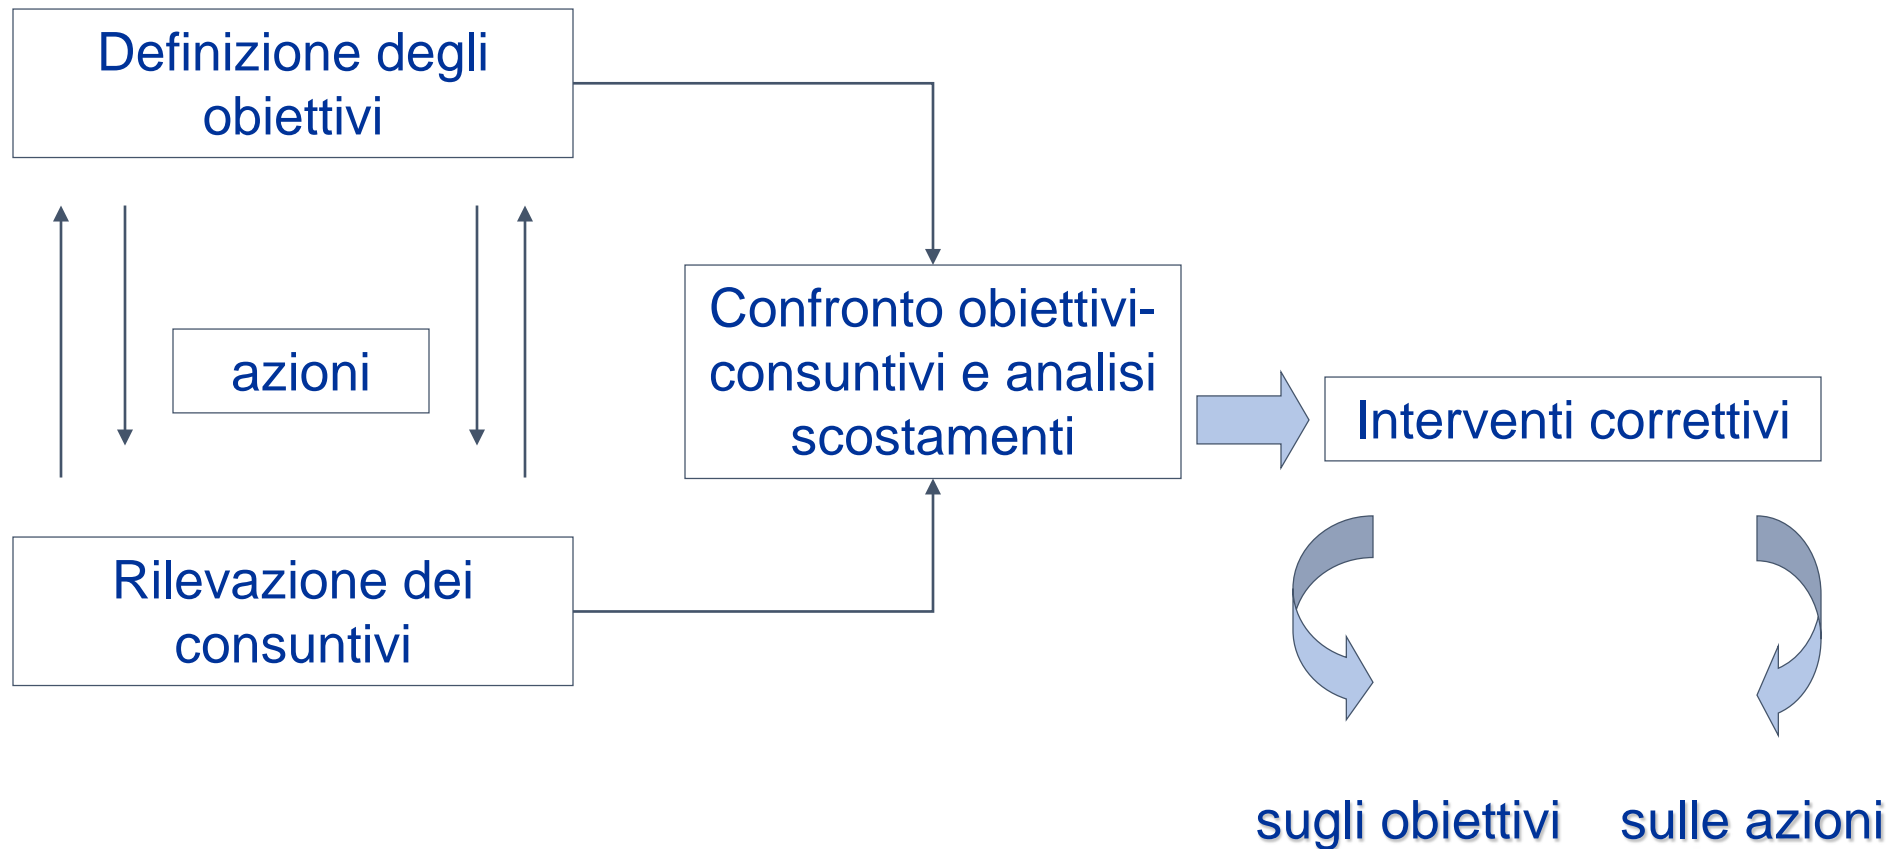 Definizione degli
obiettivi
azioni
Rilevazione dei
consuntivi
Confronto obiettivi-
consuntivi e analisi
scostamenti
Interventi correttivi
sugli obiettivi
sulle azioni